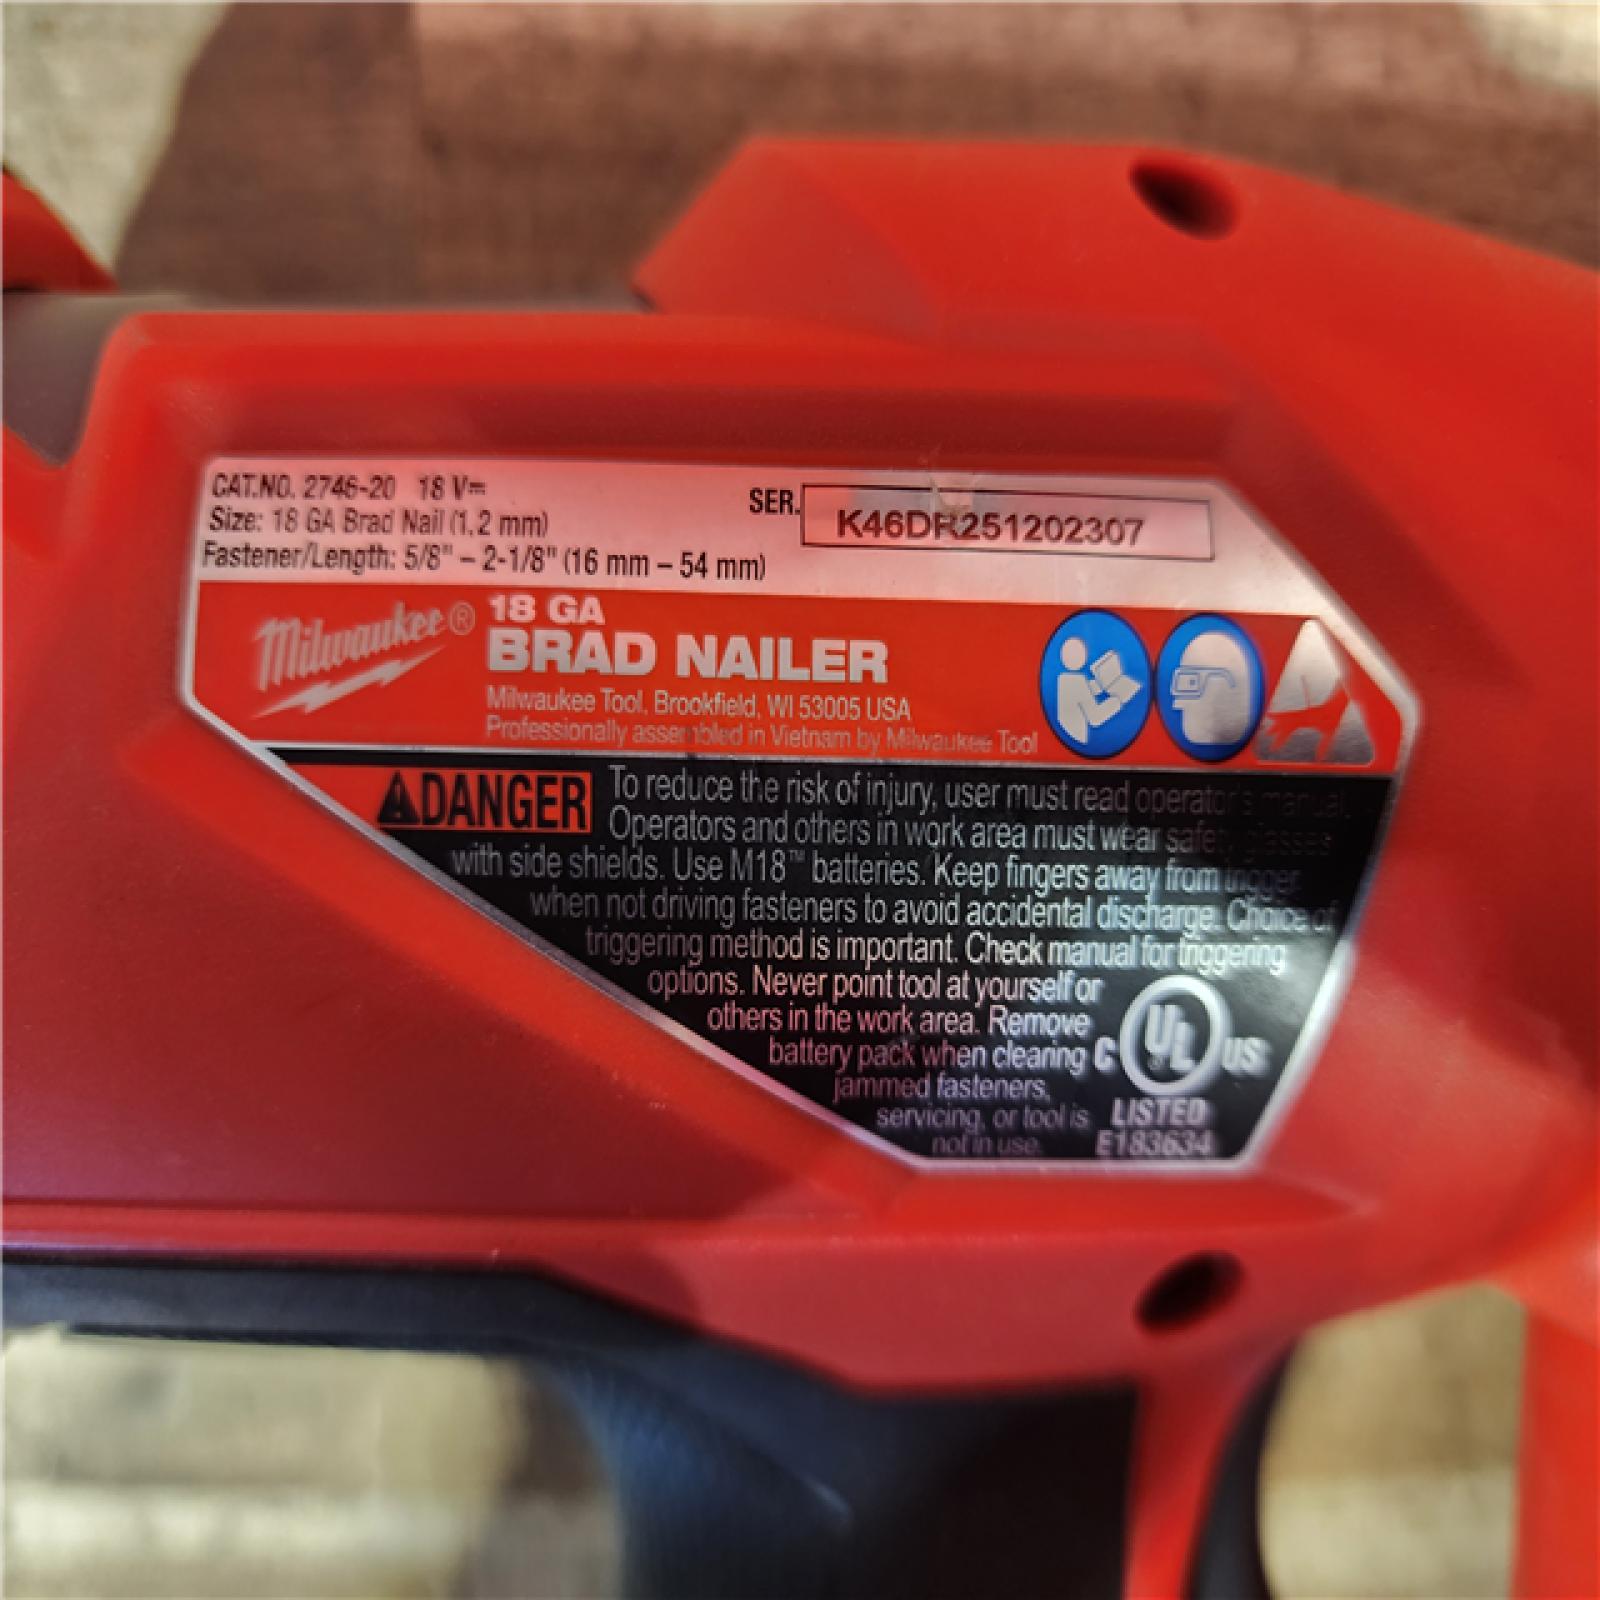 CAT.NO. 2746-20 18 V⎓
SER. K46DR251202307
Size: 18 GA Brad Nail (1.2 mm)
Fastener/Length: 5/8" – 2-1/8" (16 mm – 54 mm)
Milwaukee®
18 GA
BRAD NAILER
Milwaukee Tool, Brookfield, WI 53005 USA
Professionally assembled in Vietnam by Milwaukee Tool
DANGER To reduce the risk of injury, user must read operator's manual.
Operators and others in work area must wear safety glasses
with side shields. Use M18™ batteries. Keep fingers away from trigger
when not driving fasteners to avoid accidental discharge. Choice of
triggering method is important. Check manual for triggering
options. Never point tool at yourself or
others in the work area. Remove
battery pack when clearing
jammed fasteners,
servicing, or tool is
not in use.
C UL US
®
LISTED
E183634